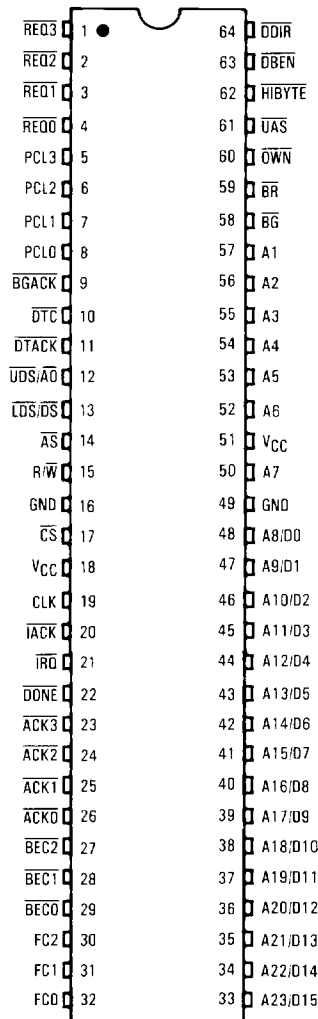 REQ3 1 64 DDIR
REQ2 2 63 DBEN
REQ1 3 62 HIBYTE
REQ0 4 61 UAS
PCL3 5 60 OWN
PCL2 6 59 BR
PCL1 7 58 BG
PCL0 8 57 A1
BGACK 9 56 A2
DTC 10 55 A3
DTACK 11 54 A4
UDS/A0 12 53 A5
LDS/DS 13 52 A6
AS 14 51 VCC
R/W 15 50 A7
GND 16 49 GND
CS 17 48 A8/D0
VCC 18 47 A9/D1
CLK 19 46 A10/D2
IACK 20 45 A11/D3
IRQ 21 44 A12/D4
DONE 22 43 A13/D5
ACK3 23 42 A14/D6
ACK2 24 41 A15/D7
ACK1 25 40 A16/D8
ACK0 26 39 A17/D9
BEC2 27 38 A18/D10
BEC1 28 37 A19/D11
BEC0 29 36 A20/D12
FC2 30 35 A21/D13
FC1 31 34 A22/D14
FC0 32 33 A23/D15